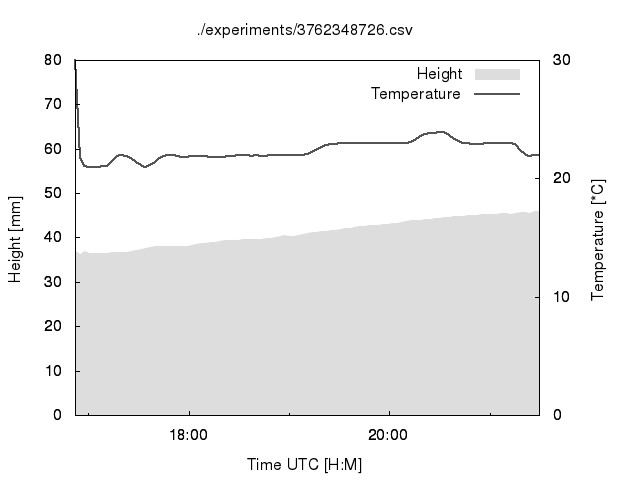 ./experiments/3762348726.csv
80
70
60
50
40
30
20
10
0
Height [mm]
Height
Temperature
30
20
10
0
Temperature [*C]
18:00
20:00
Time UTC [H:M]